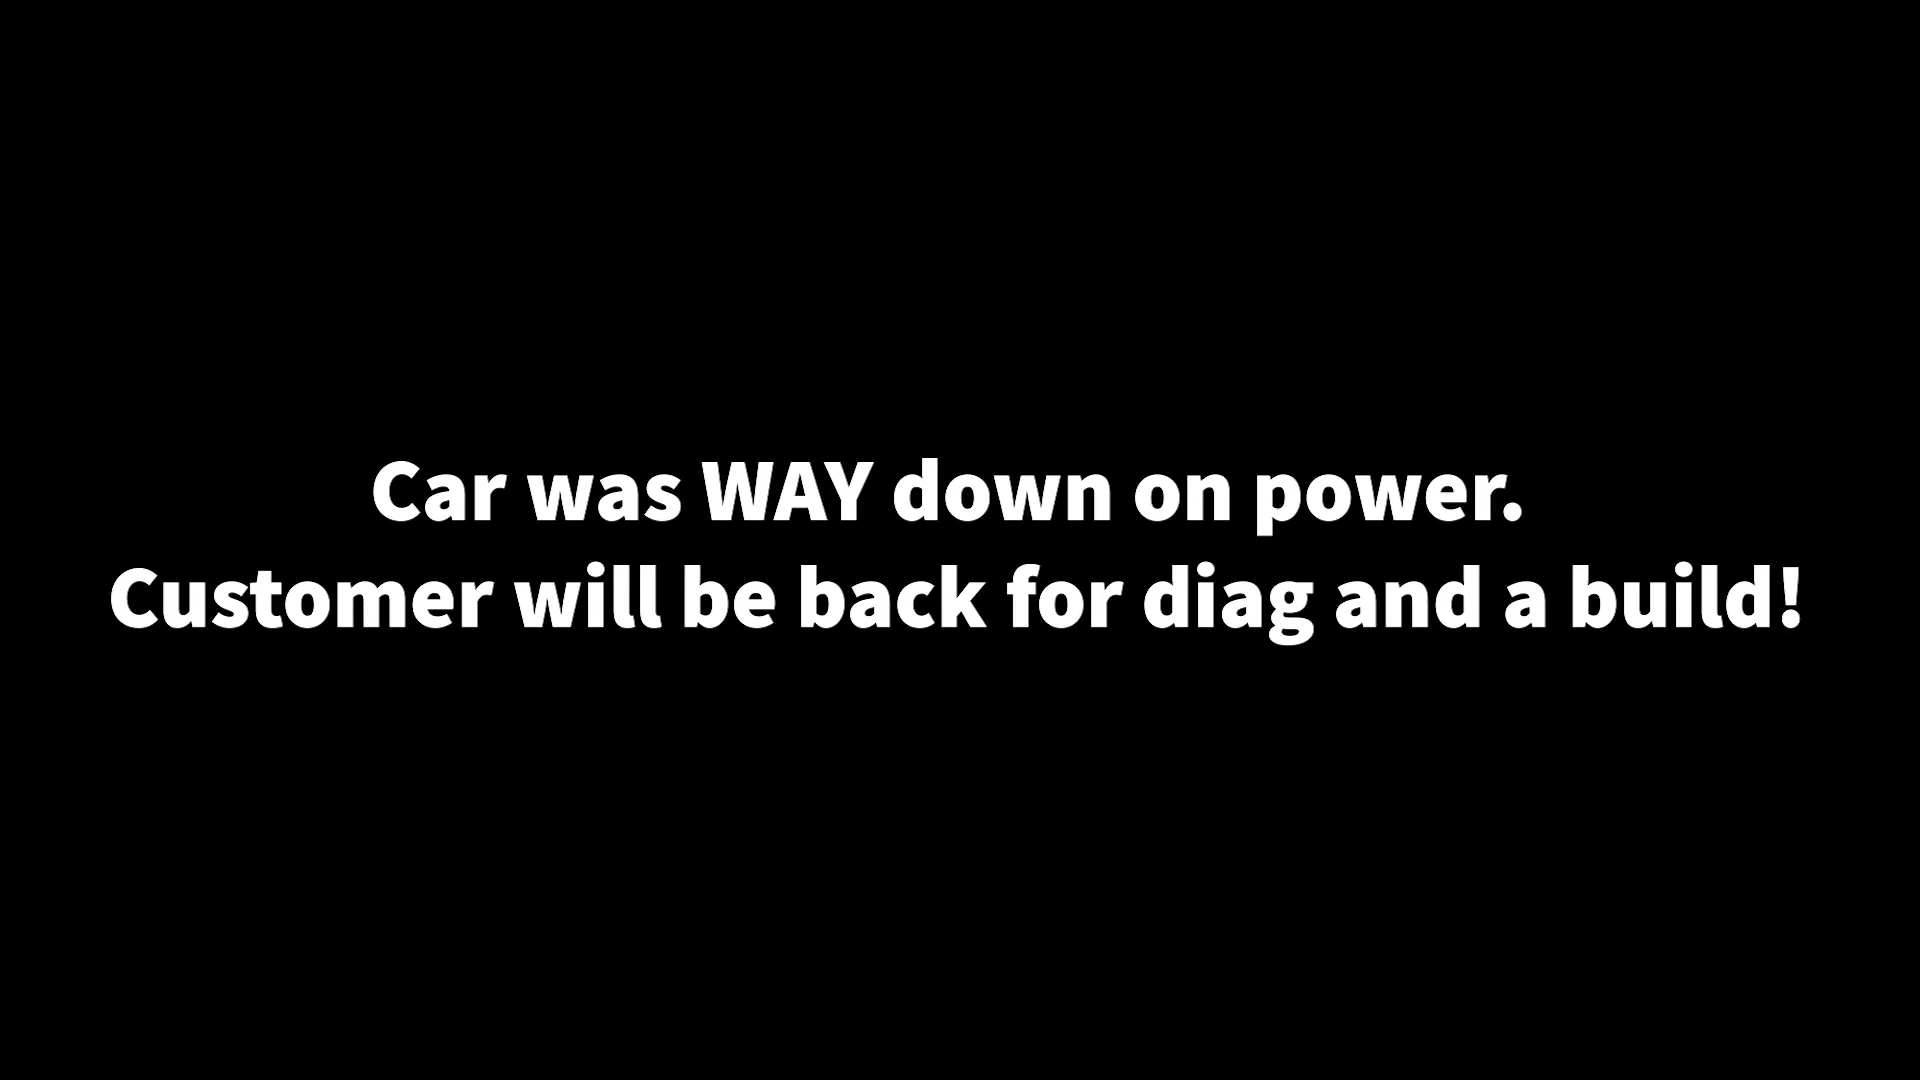 Car was WAY down on power.
Customer will be back for diag and a build!